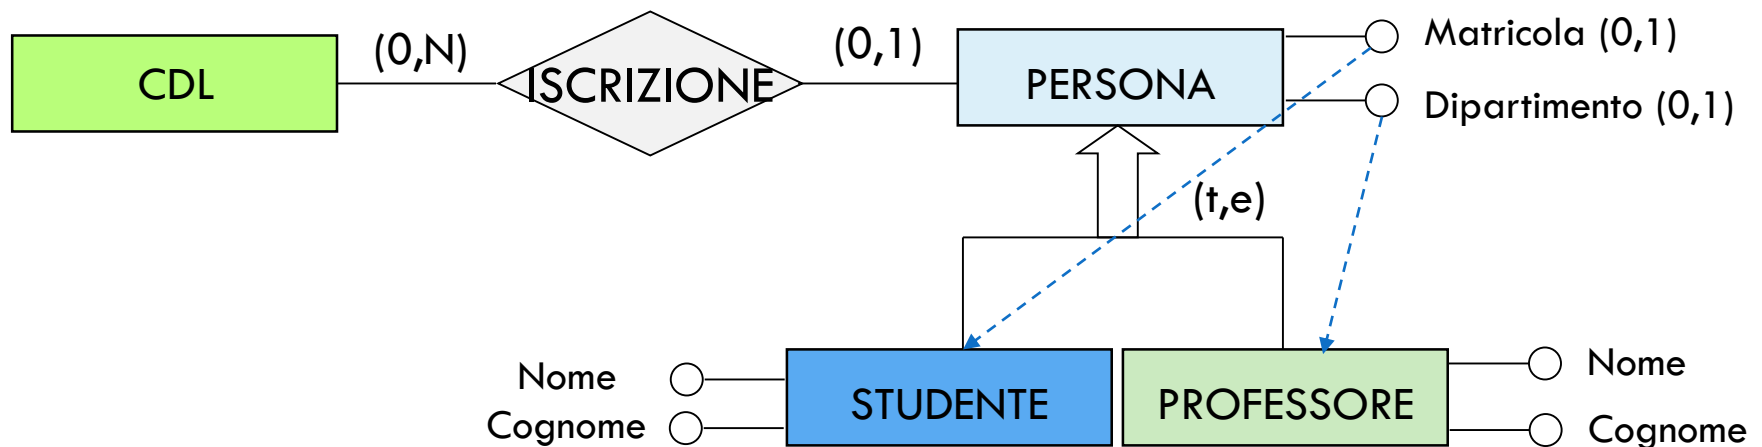 CDL
(0,N)
ISCRIZIONE
(0,1)
PERSONA
Matricola (0,1)
Dipartimento (0,1)
(t,e)
Nome
Cognome
STUDENTE
PROFESSORE
Nome
Cognome